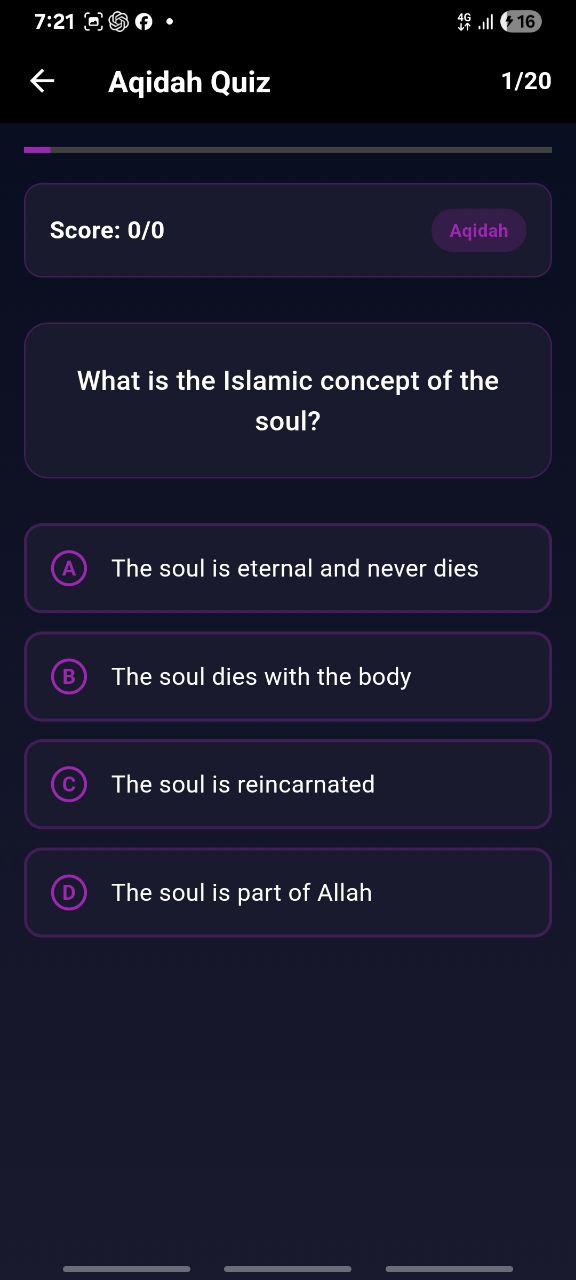 7:21
4G
16
Aqidah Quiz
1/20
Score: 0/0
Aqidah
What is the Islamic concept of the
soul?
A
The soul is eternal and never dies
B
The soul dies with the body
C
The soul is reincarnated
D
The soul is part of Allah